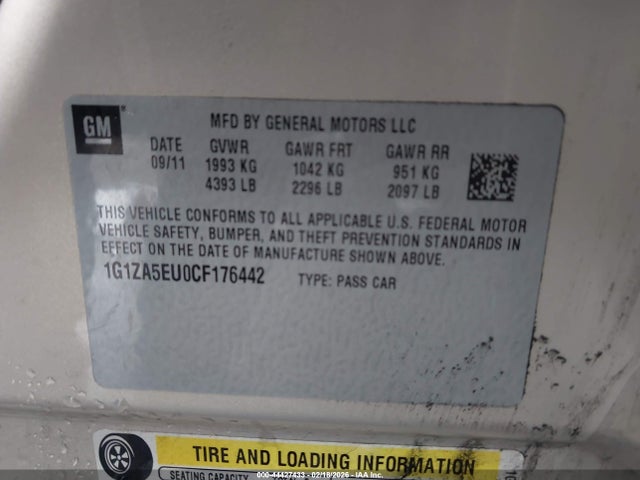 GM
MFD BY GENERAL MOTORS LLC
DATE GVWR GAWR FRT GAWR RR
09/11 1993 KG 1042 KG 951 KG
4393 LB 2296 LB 2097 LB
THIS VEHICLE CONFORMS TO ALL APPLICABLE U.S. FEDERAL MOTOR
VEHICLE SAFETY, BUMPER, AND THEFT PREVENTION STANDARDS IN
EFFECT ON THE DATE OF MANUFACTURE SHOWN ABOVE.
1G1ZA5EU0CF176442 TYPE: PASS CAR
TIRE AND LOADING INFORMATION
SEATING CAPACITY
000-44427433 - 02/18/2026 - IAAI.COM